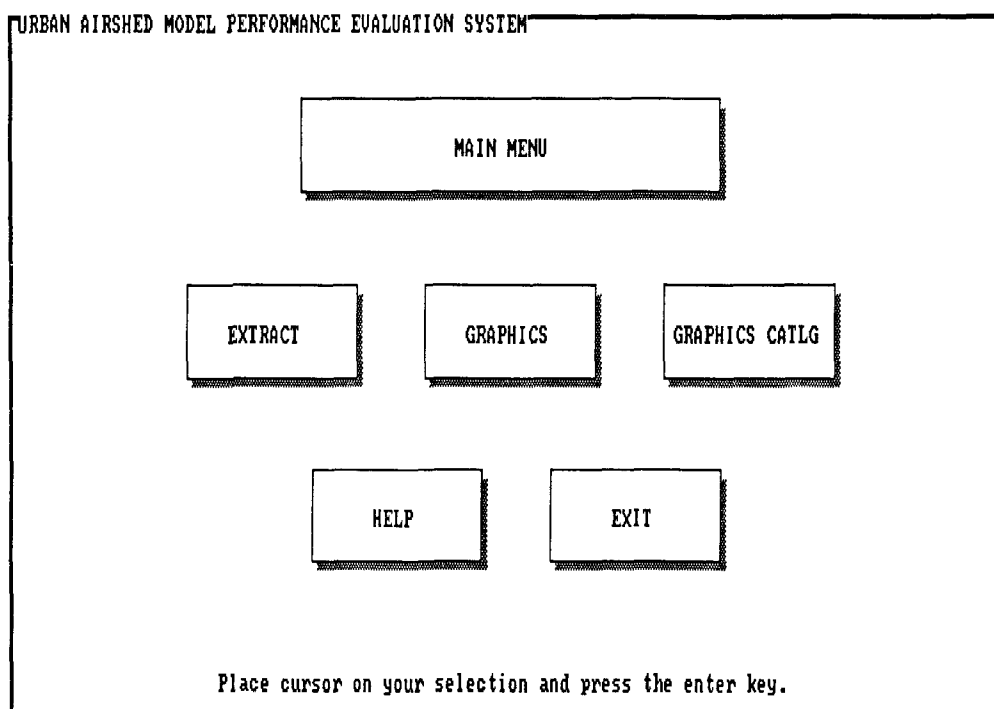 URBAN AIRSHED MODEL PERFORMANCE EVALUATION SYSTEM
MAIN MENU
EXTRACT
GRAPHICS
GRAPHICS CATLG
HELP
EXIT
Place cursor on your selection and press the enter key.